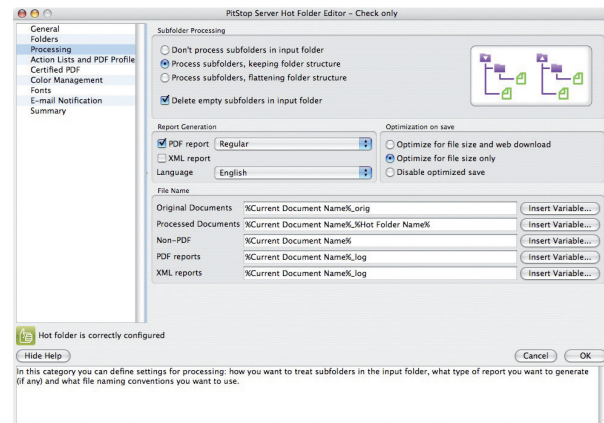 PitStop Server Hot Folder Editor – Check only
General
Folders
Processing
Action Lists and PDF Profile
Certified PDF
Color Management
Fonts
E-mail Notification
Summary
Subfolder Processing
Don't process subfolders in input folder
Process subfolders, keeping folder structure
Process subfolders, flattening folder structure
Delete empty subfolders in input folder
Report Generation
PDF report Regular
XML report
Language English
Optimization on save
Optimize for file size and web download
Optimize for file size only
Disable optimized save
File Name
Original Documents %Current Document Name%_orig Insert Variable...
Processed Documents %Current Document Name%_%Hot Folder Name% Insert Variable...
Non-PDF %Current Document Name% Insert Variable...
PDF reports %Current Document Name%_log Insert Variable...
XML reports %Current Document Name%_log Insert Variable...
Hot folder is correctly configured
Hide Help Cancel OK
In this category you can define settings for processing: how you want to treat subfolders in the input folder, what type of report you want to generate
(if any) and what file naming conventions you want to use.